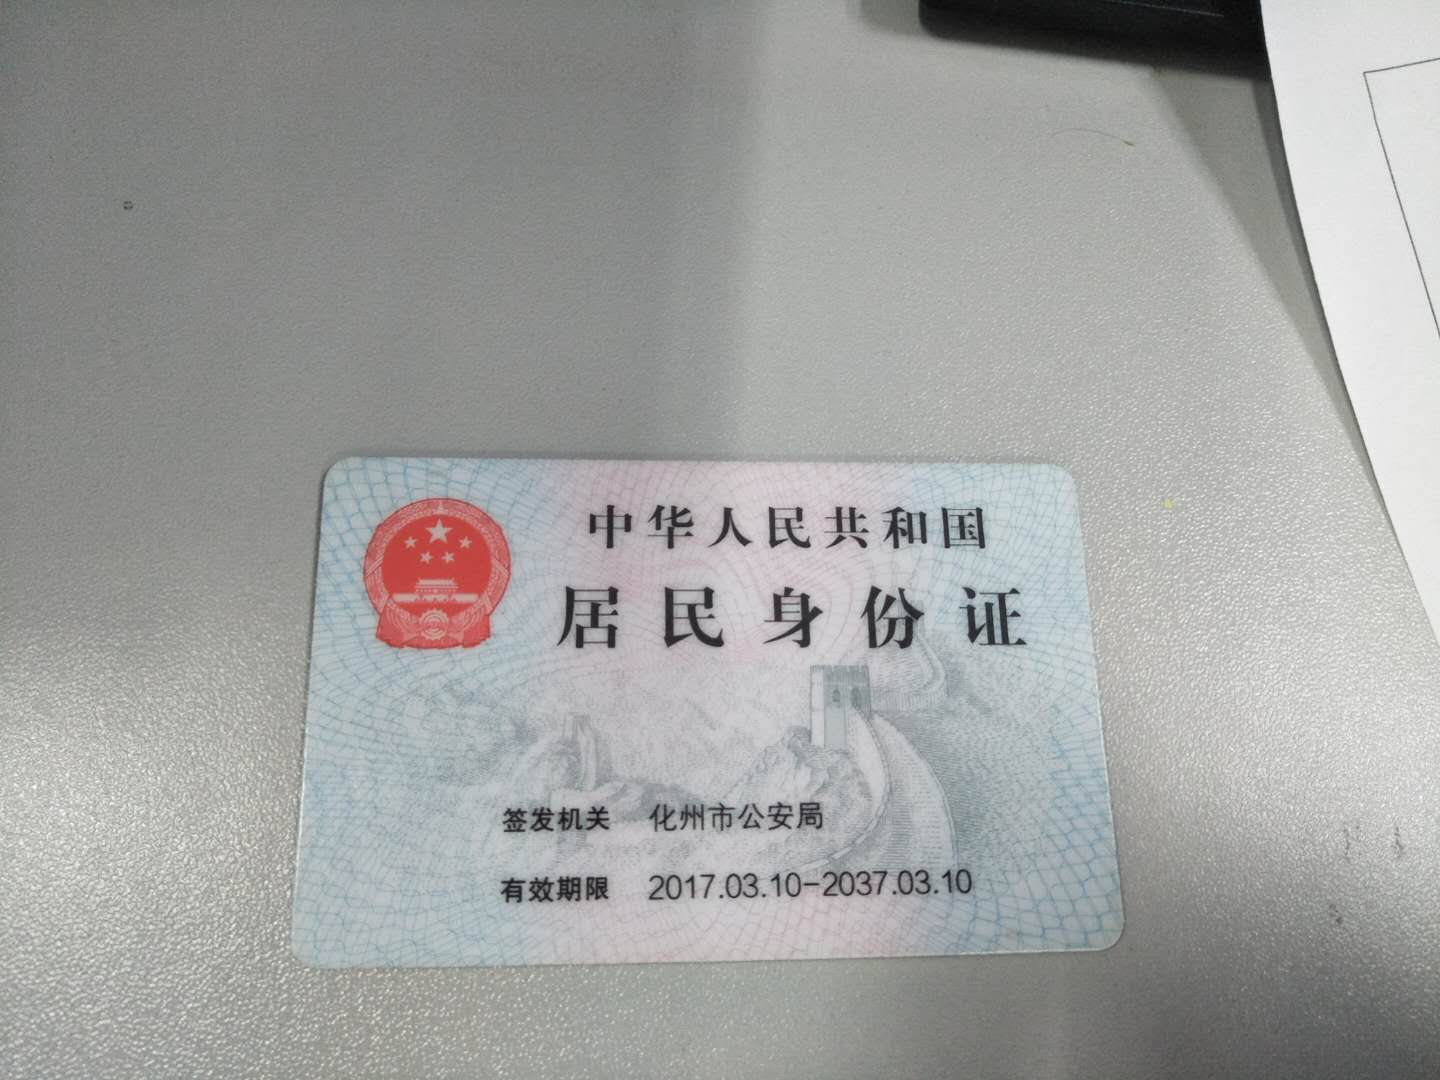 中华人民共和国
居民身份证
签发机关 化州市公安局
有效期限 2017.03.10-2037.03.10